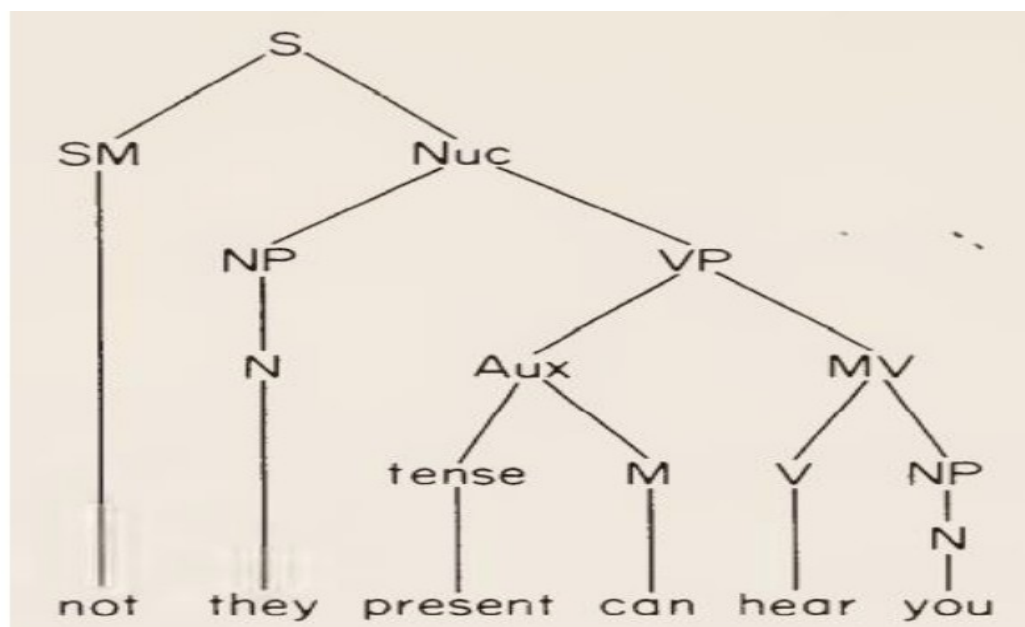 S
SM Nuc
NP VP
N Aux MV
tense M V NP
N
not they present can hear you